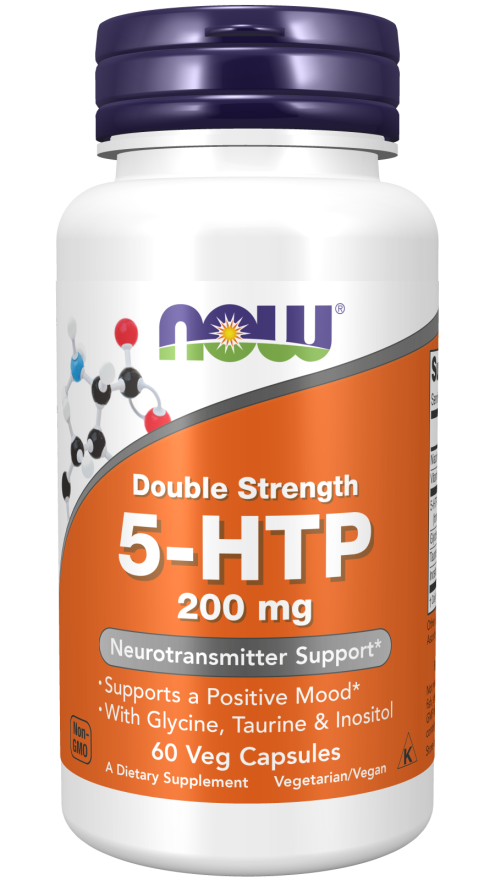 NOW®
Double Strength
5-HTP
200 mg
Neurotransmitter Support*
• Supports a Positive Mood*
• With Glycine, Taurine & Inositol
60 Veg Capsules
Non-
GMO
A Dietary Supplement Vegetarian/Vegan
K